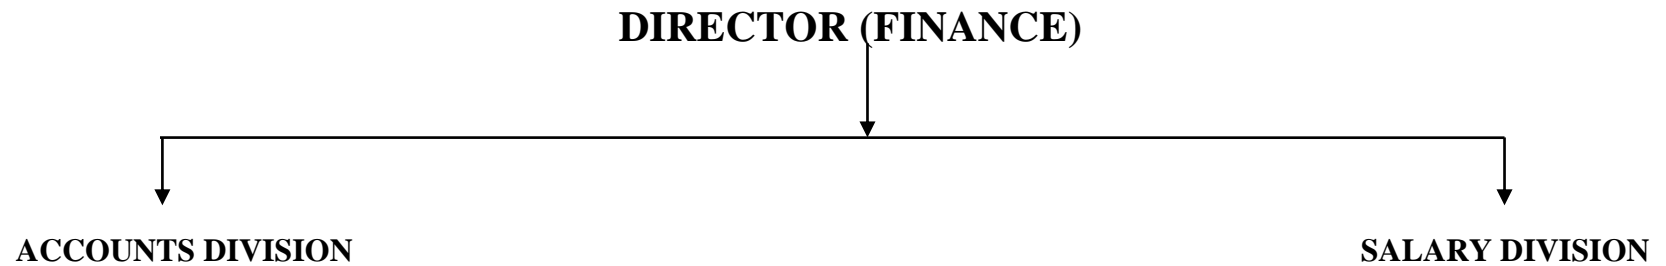 DIRECTOR (FINANCE)
ACCOUNTS DIVISION
SALARY DIVISION